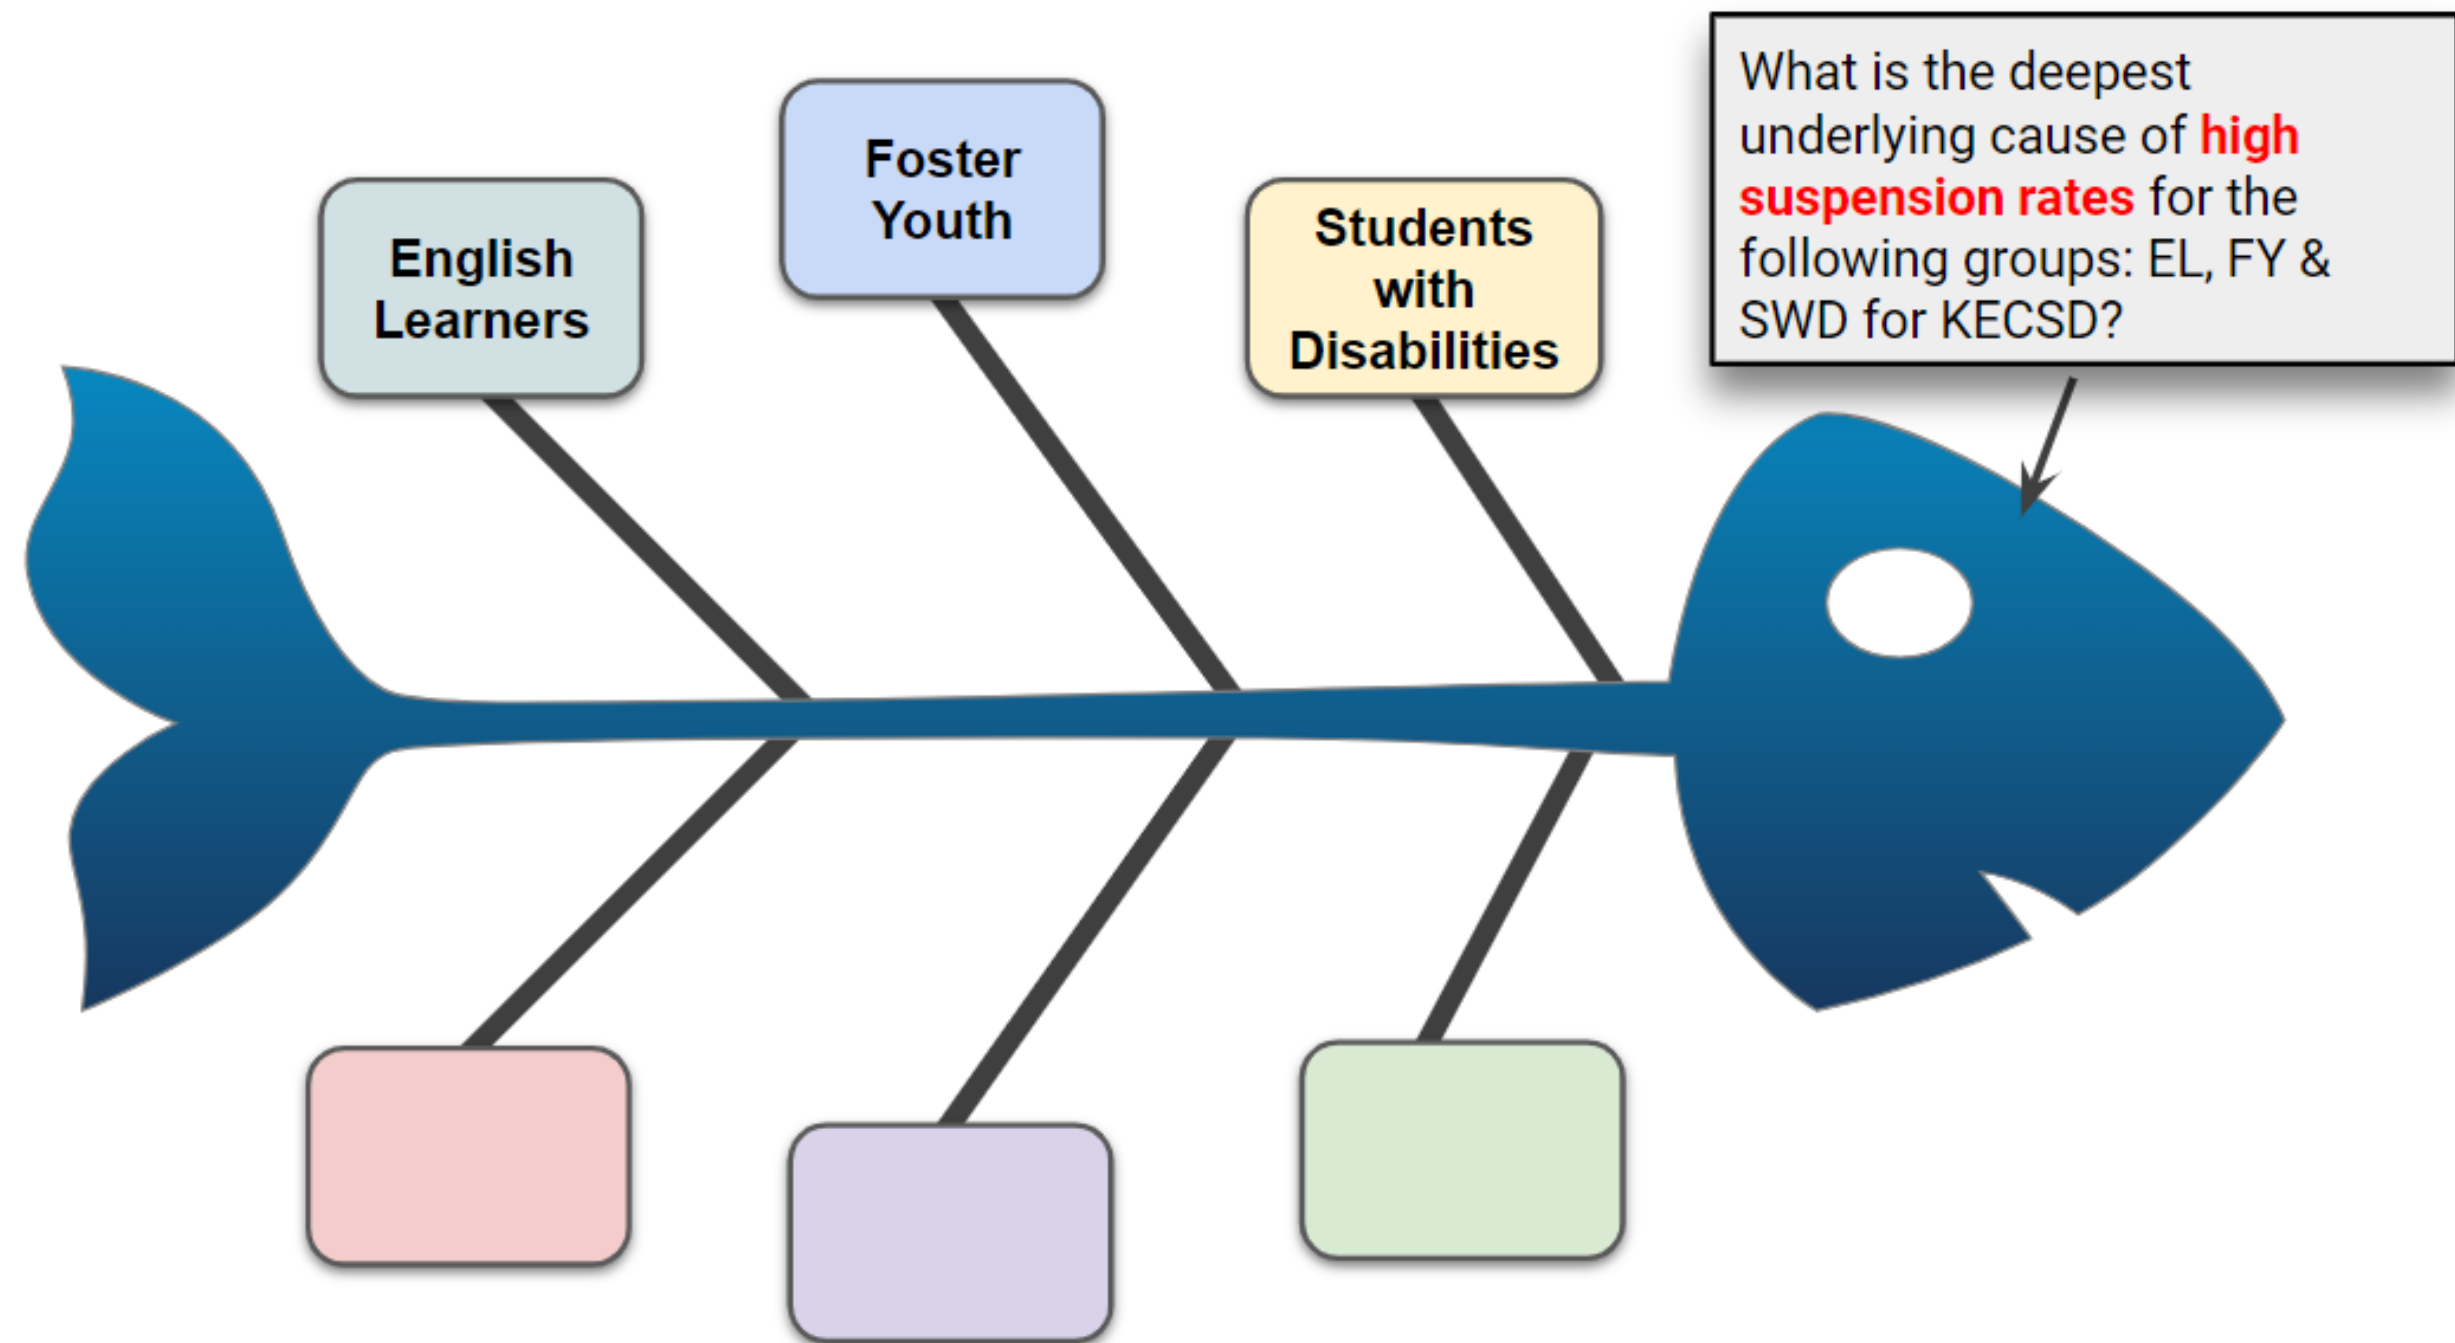 English
Learners
Foster
Youth
Students
with
Disabilities
What is the deepest
underlying cause of high
suspension rates for the
following groups: EL, FY &
SWD for KECSD?